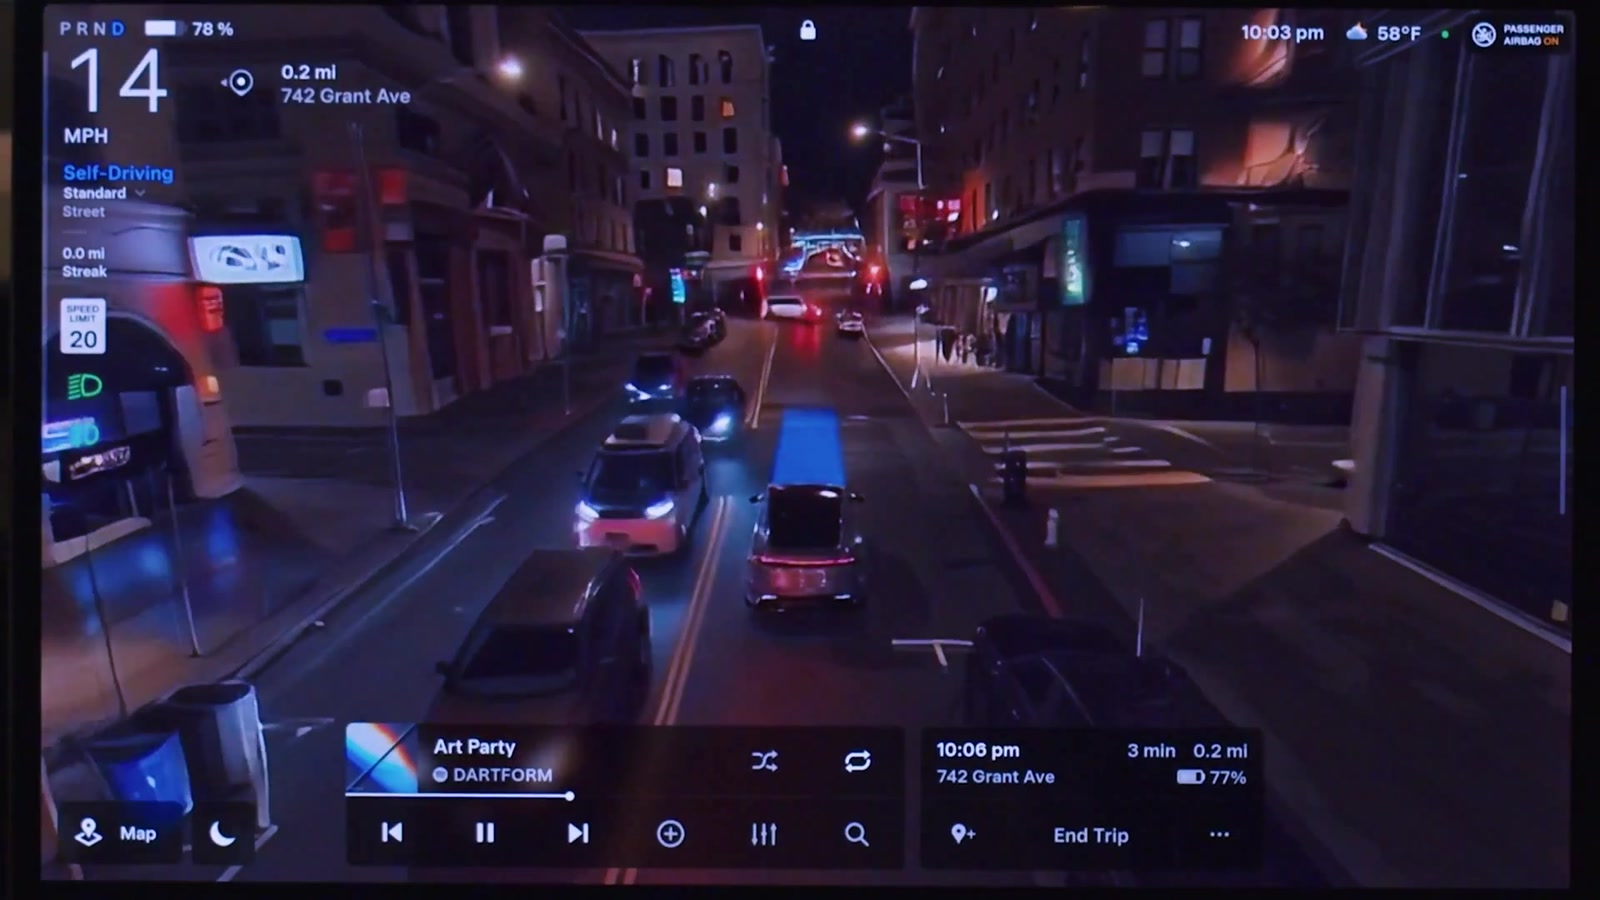 P R N D 78 %
14
MPH
0.2 mi
742 Grant Ave
Self-Driving
Standard
Street
0.0 mi
Streak
SPEED
LIMIT
20
10:03 pm 58°F
PASSENGER
AIRBAG ON
Art Party
DARTFORM
10:06 pm 3 min 0.2 mi
742 Grant Ave 77%
Map
End Trip